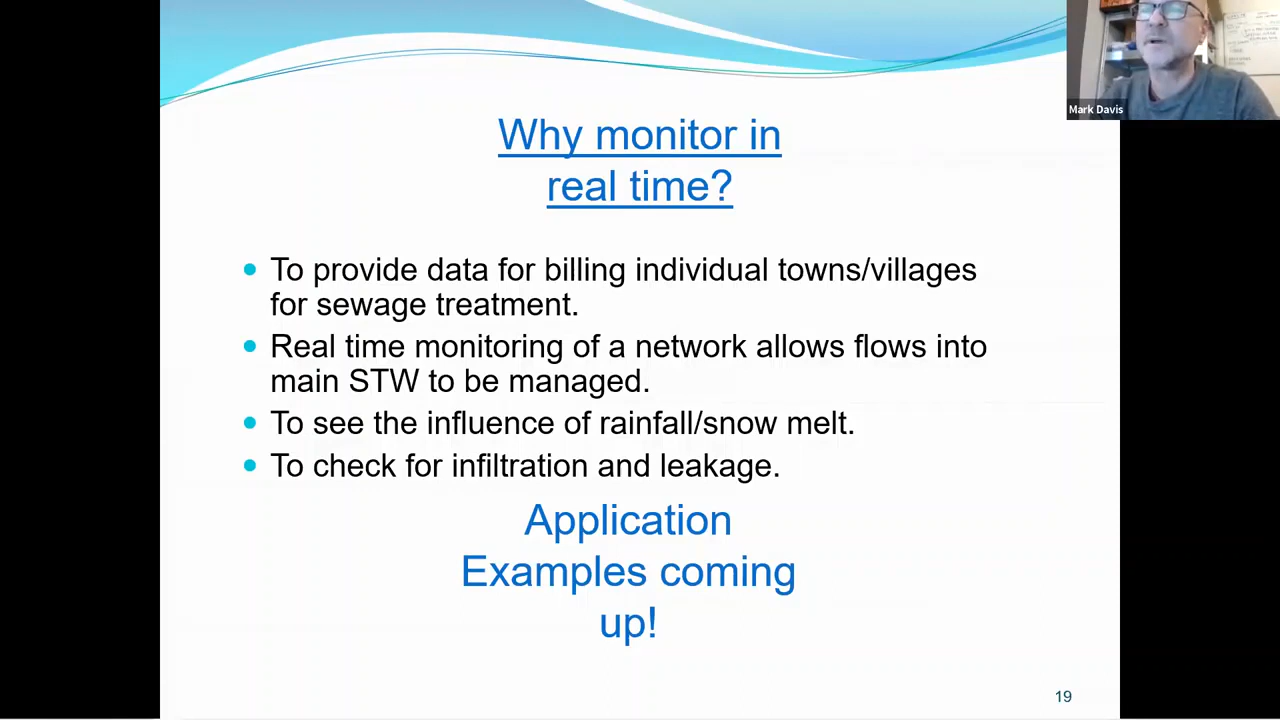 Mark Davis
Why monitor in
real time?
• To provide data for billing individual towns/villages
for sewage treatment.
• Real time monitoring of a network allows flows into
main STW to be managed.
• To see the influence of rainfall/snow melt.
• To check for infiltration and leakage.
Application
Examples coming
up!
19